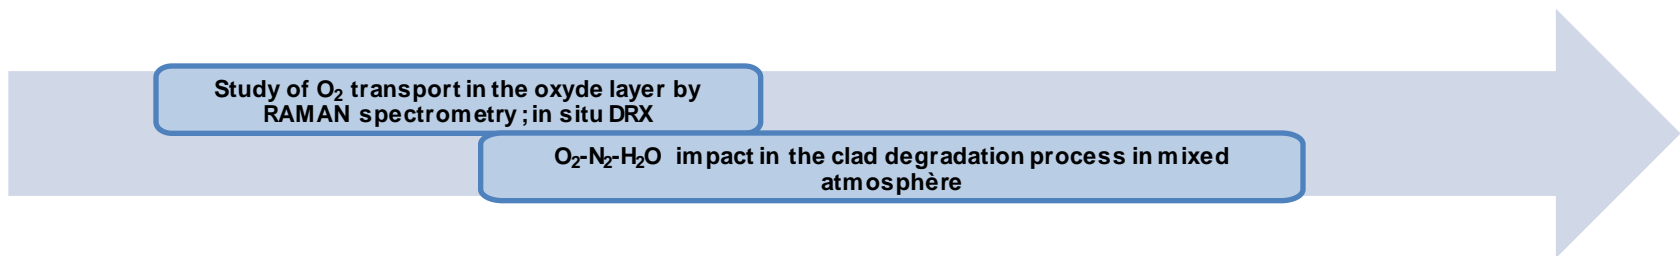 Study of O₂ transport in the oxyde layer by
RAMAN spectrometry ; in situ DRX
O₂-N₂-H₂O impact in the clad degradation process in mixed
atmosphère